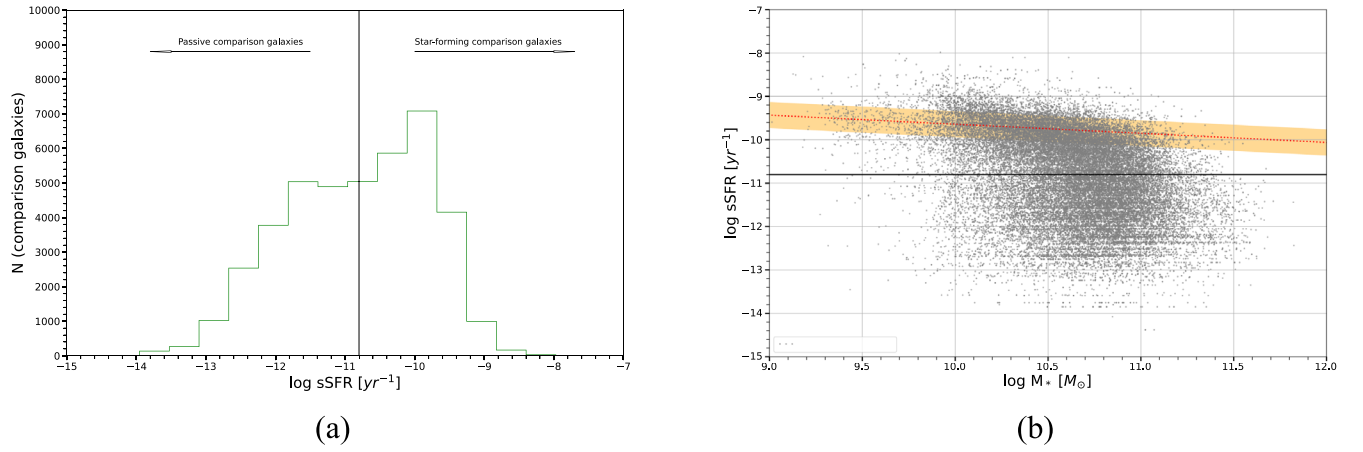 10000
9000
8000
7000
6000
5000
4000
3000
2000
1000
0
N (comparison galaxies)
Passive comparison galaxies
Star-forming comparison galaxies
−15 −14 −13 −12 −11 −10 −9 −8 −7
log sSFR [yr⁻¹]
(a)
−7
−8
−9
−10
−11
−12
−13
−14
−15
log sSFR [yr⁻¹]
9.0 9.5 10.0 10.5 11.0 11.5 12.0
log M* [M⊙]
(b)